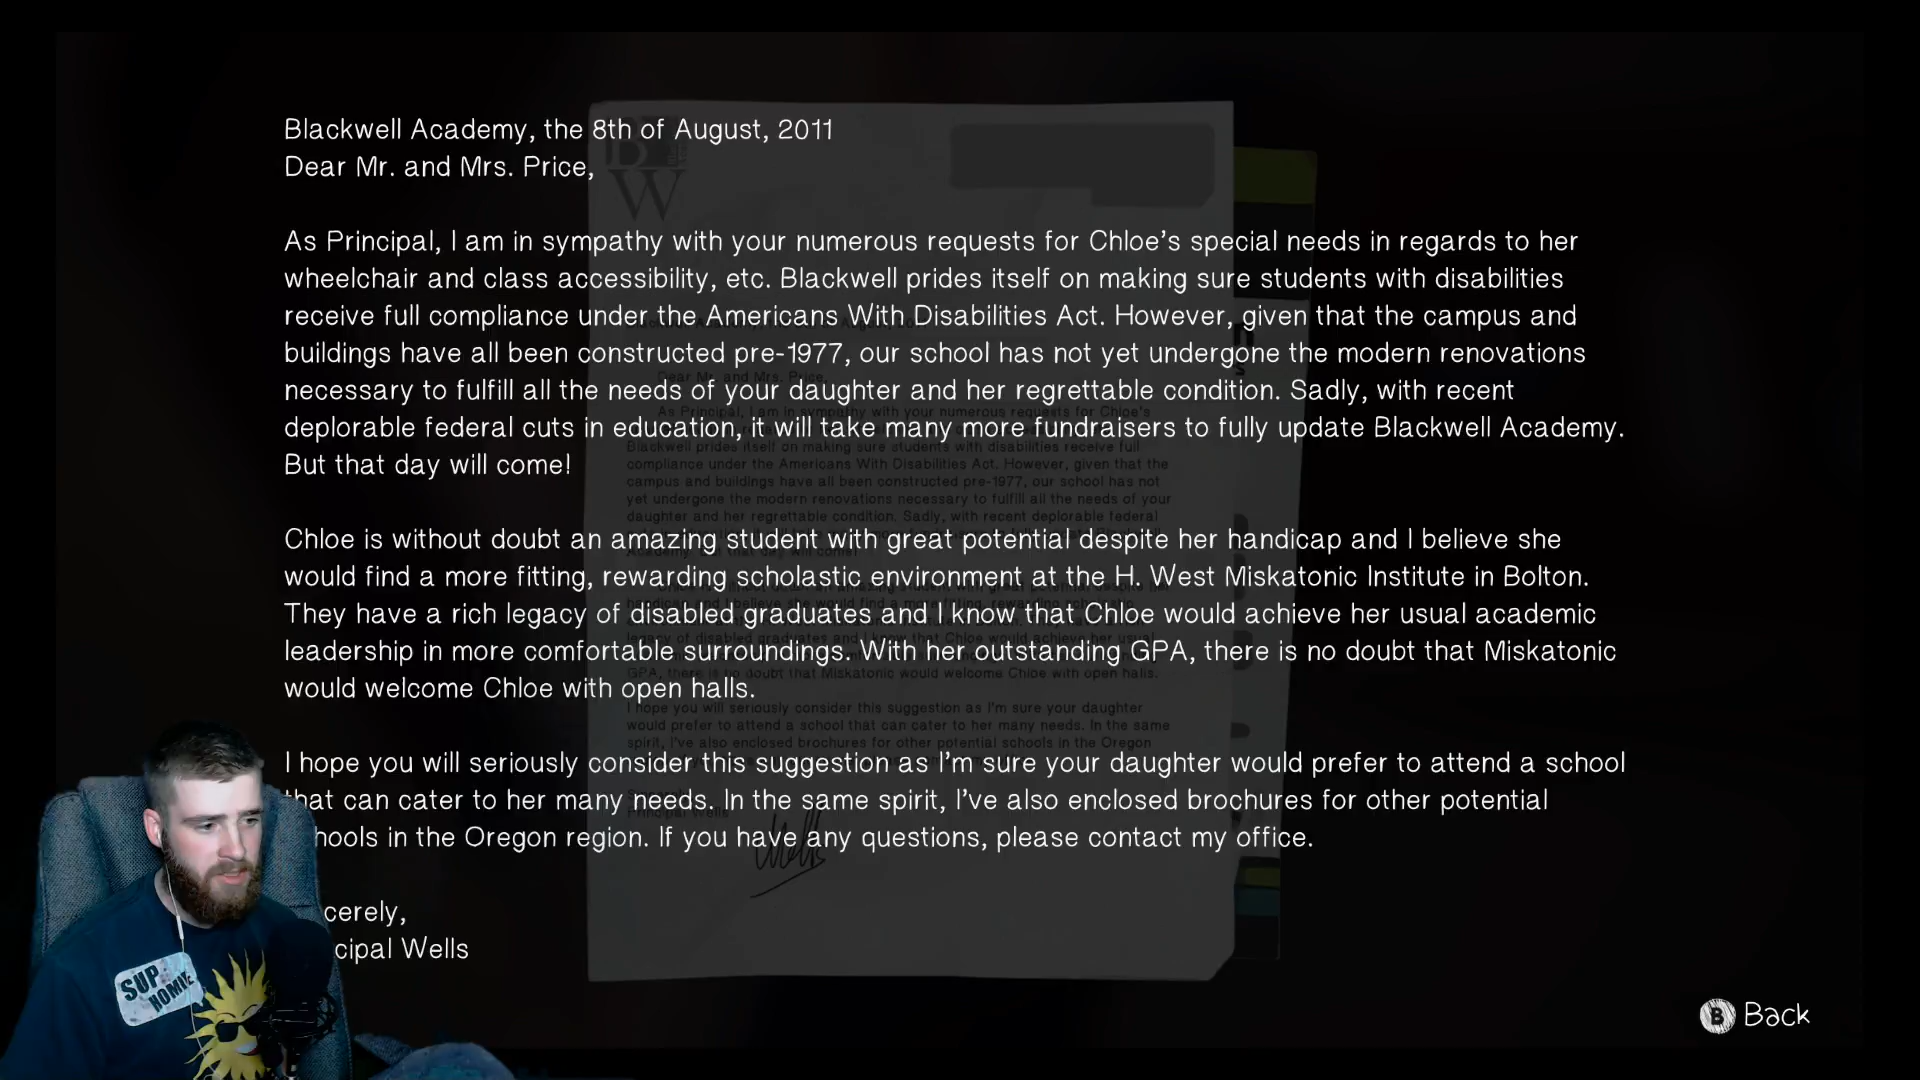 Blackwell Academy, the 8th of August, 2011
Dear Mr. and Mrs. Price,
As Principal, I am in sympathy with your numerous requests for Chloe's special needs in regards to her
wheelchair and class accessibility, etc. Blackwell prides itself on making sure students with disabilities
receive full compliance under the Americans With Disabilities Act. However, given that the campus and
buildings have all been constructed pre-1977, our school has not yet undergone the modern renovations
necessary to fulfill all the needs of your daughter and her regrettable condition. Sadly, with recent
deplorable federal cuts in education, it will take many more fundraisers to fully update Blackwell Academy.
But that day will come!
Chloe is without doubt an amazing student with great potential despite her handicap and I believe she
would find a more fitting, rewarding scholastic environment at the H. West Miskatonic Institute in Bolton.
They have a rich legacy of disabled graduates and I know that Chloe would achieve her usual academic
leadership in more comfortable surroundings. With her outstanding GPA, there is no doubt that Miskatonic
would welcome Chloe with open halls.
I hope you will seriously consider this suggestion as I'm sure your daughter would prefer to attend a school
that can cater to her many needs. In the same spirit, I've also enclosed brochures for other potential
hools in the Oregon region. If you have any questions, please contact my office.
cerely,
cipal Wells
SUP
HOMIE
B Back